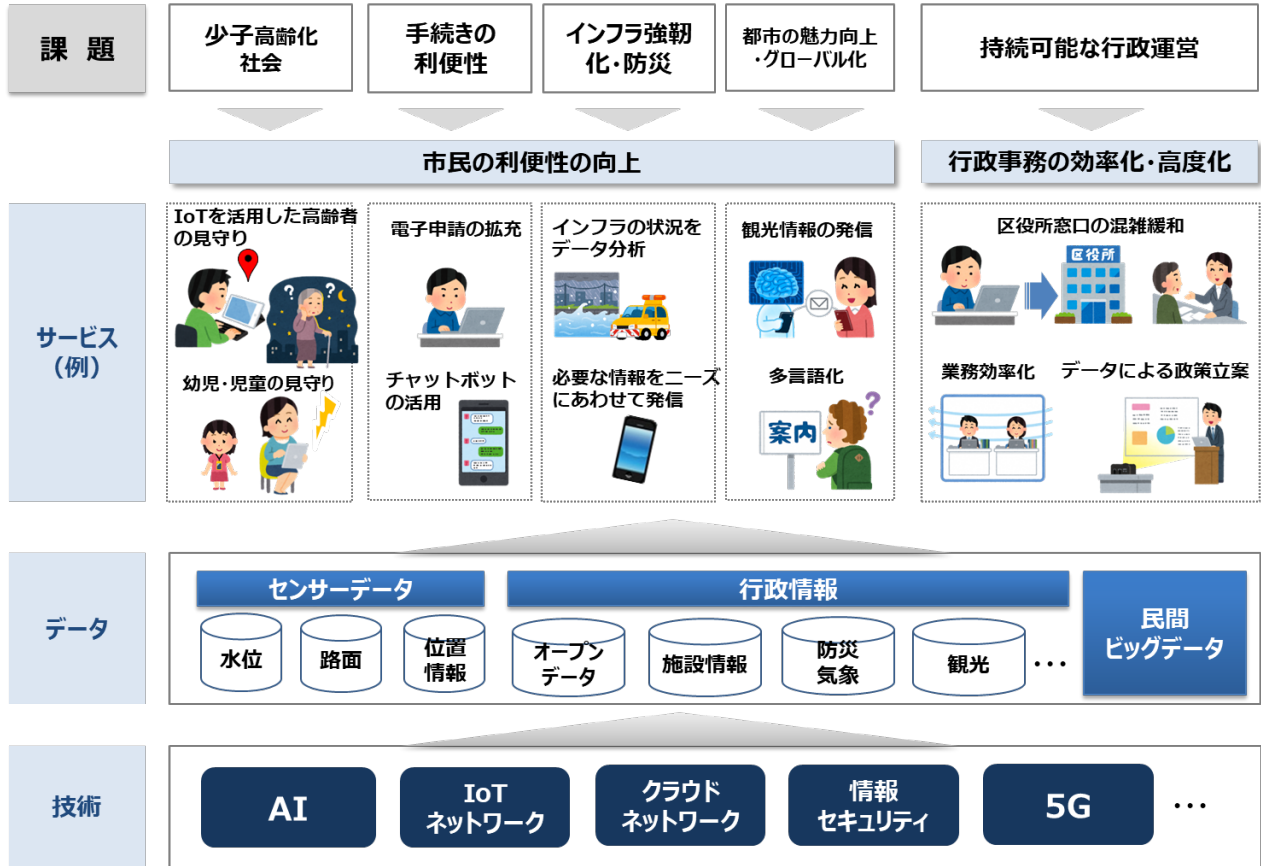 課 題
少子高齢化
社会
手続きの
利便性
インフラ強靭
化・防災
都市の魅力向上
・グローバル化
持続可能な行政運営
市民の利便性の向上
行政事務の効率化・高度化
サービス
(例)
IoTを活用した高齢者
の見守り
幼児・児童の見守り
電子申請の拡充
チャットボット
の活用
インフラの状況を
データ分析
必要な情報をニーズ
にあわせて発信
観光情報の発信
多言語化
案内
?
区役所窓口の混雑緩和
区役所
業務効率化
データによる政策立案
データ
センサーデータ
水位
路面
位置
情報
行政情報
オープン
データ
施設情報
防災
気象
観光
・・・
民間
ビッグデータ
技術
AI
IoT
ネットワーク
クラウド
ネットワーク
情報
セキュリティ
5G
・・・